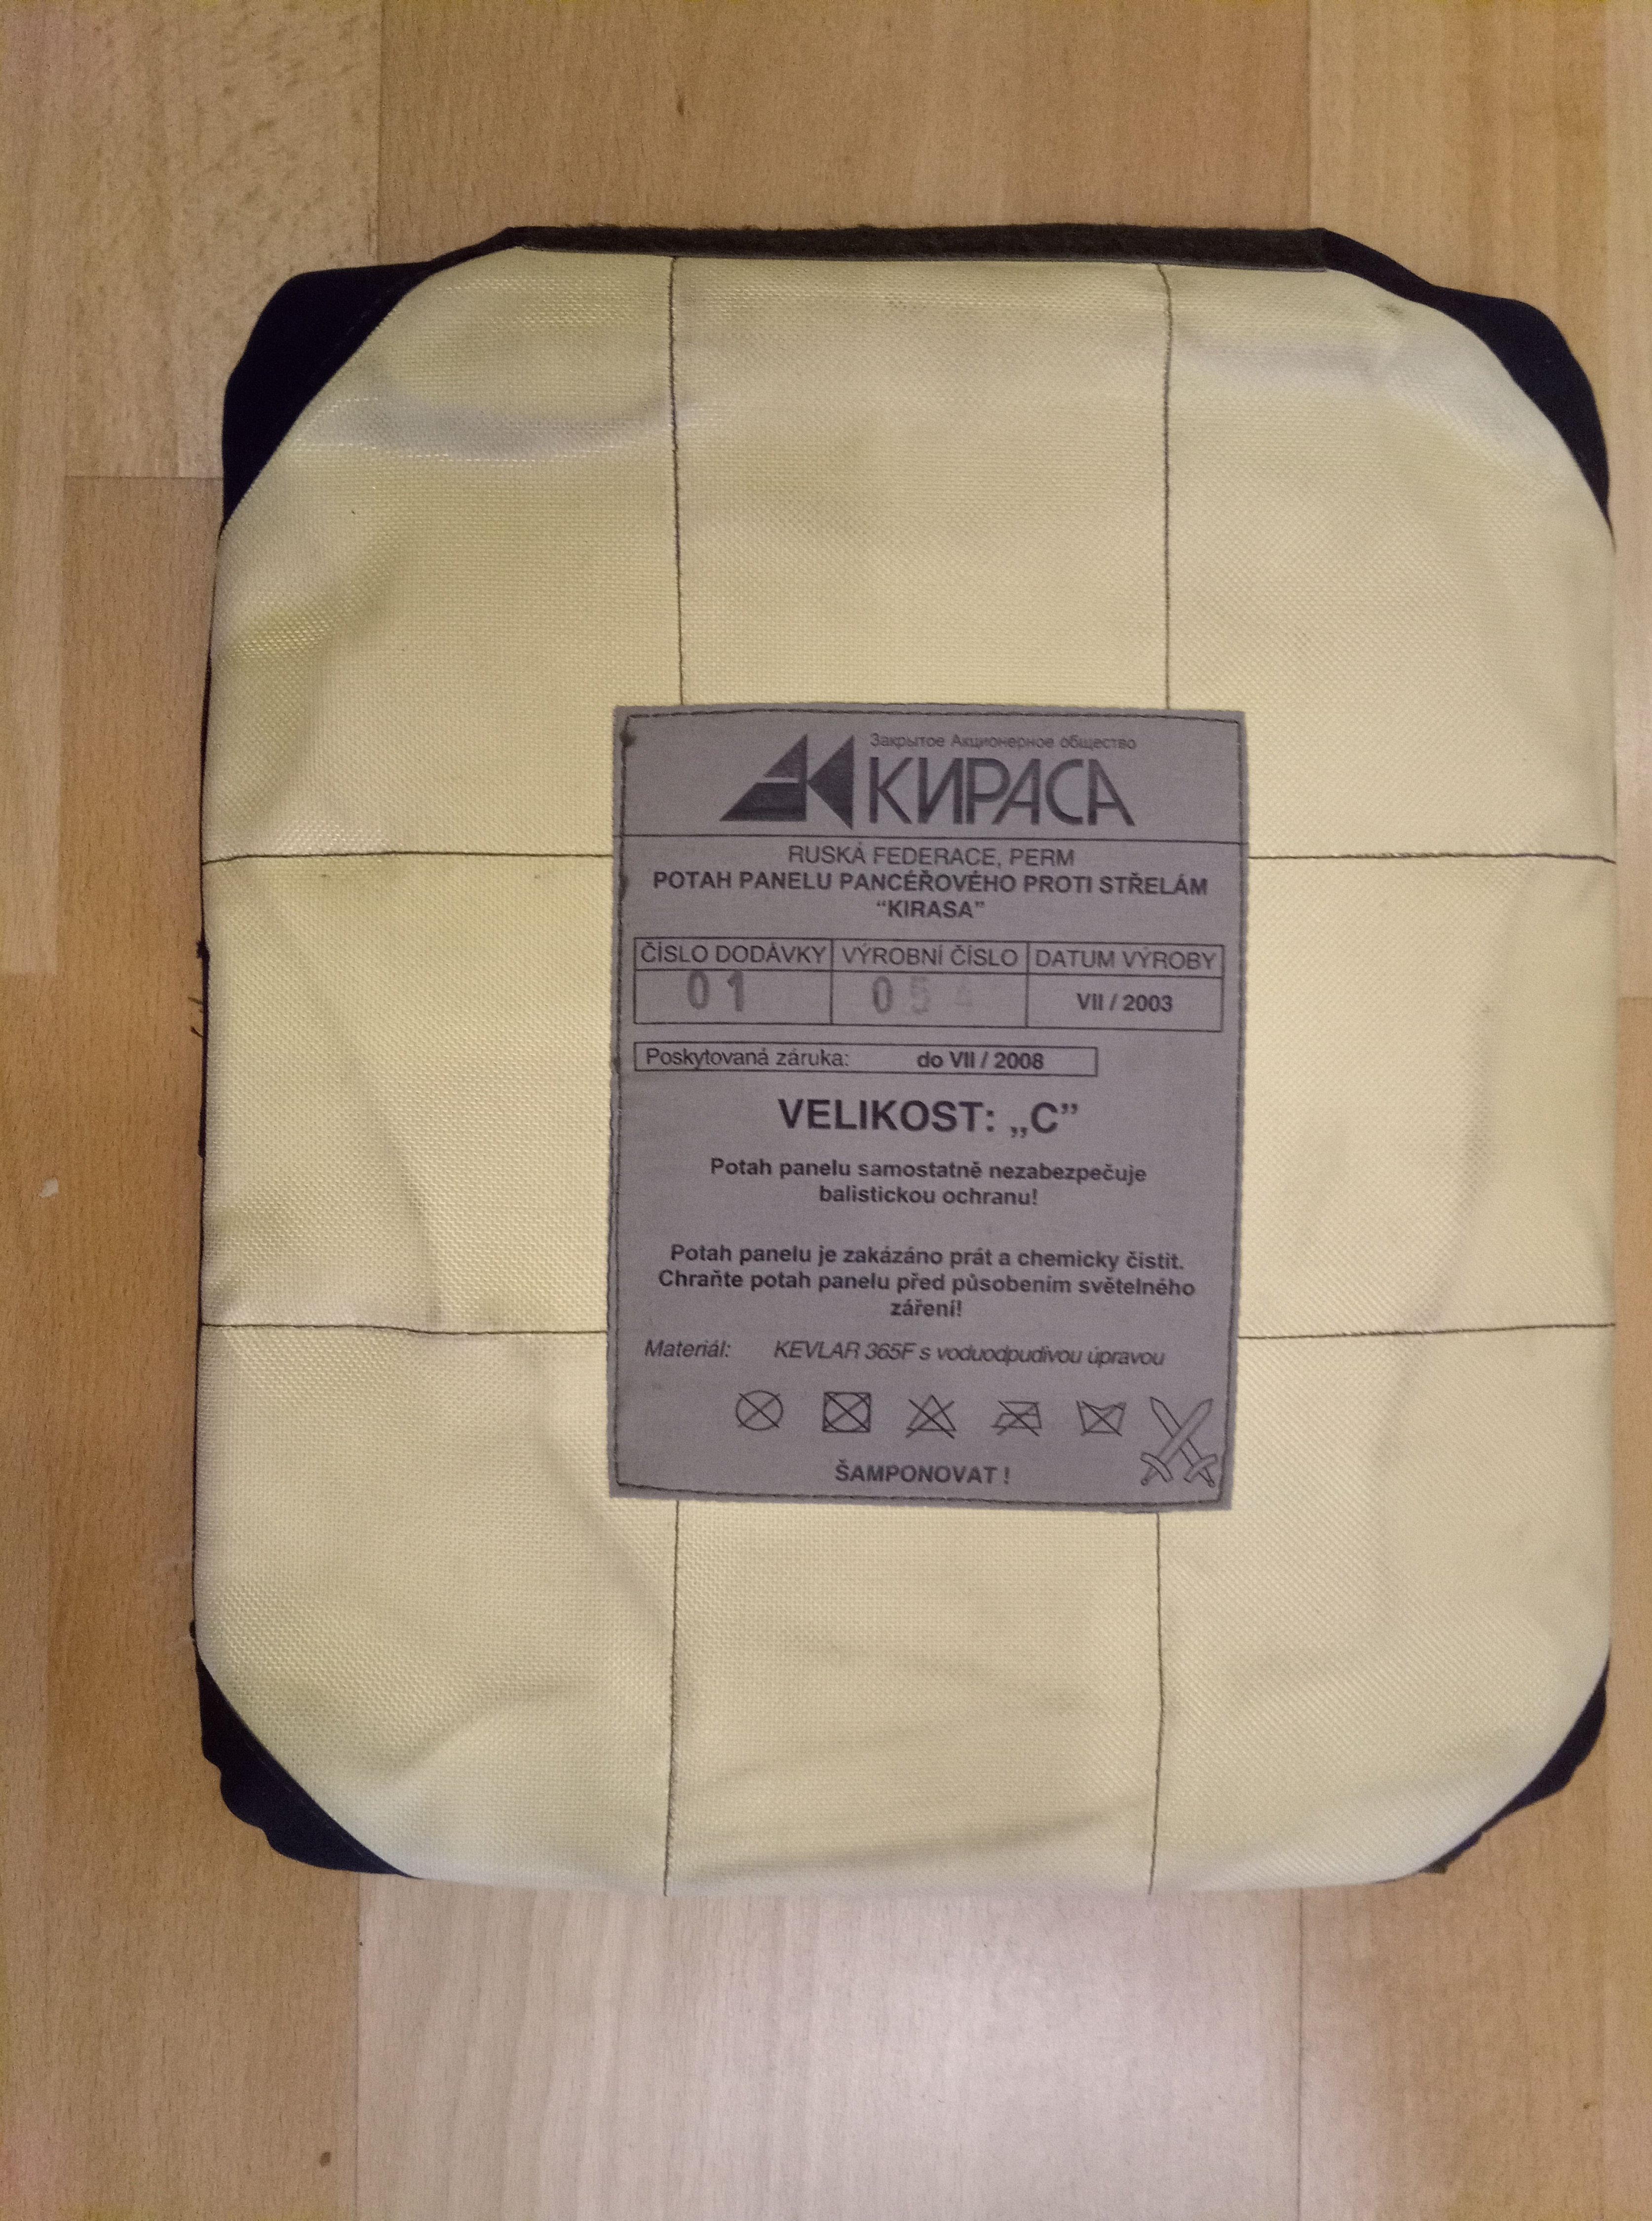 Закрытое Акционерное общество
КИРАСА
RUSKÁ FEDERACE, PERM
POTAH PANELU PANCÉŘOVÉHO PROTI STŘELÁM
“KIRASA”
ČÍSLO DODÁVKY VÝROBNÍ ČÍSLO DATUM VÝROBY
01 054 VII / 2003
Poskytovaná záruka: do VII / 2008
VELIKOST: „C”
Potah panelu samostatně nezabezpečuje
balistickou ochranu!
Potah panelu je zakázáno prát a chemicky čistit.
Chraňte potah panelu před působením světelného
záření!
Materiál: KEVLAR 365F s voduodpudivou úpravou
ŠAMPONOVAT !